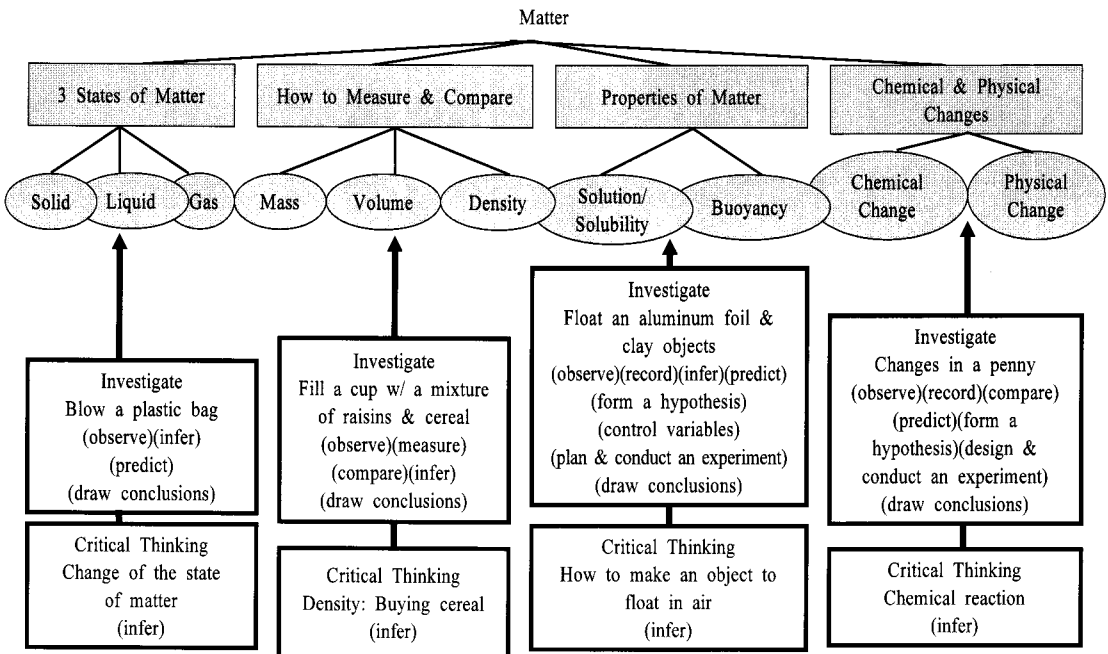 Matter
3 States of Matter
How to Measure & Compare
Properties of Matter
Chemical & Physical
Changes
Solid
Liquid
Gas
Mass
Volume
Density
Solution/
Solubility
Buoyancy
Chemical
Change
Physical
Change
Investigate
Blow a plastic bag
(observe)(infer)
(predict)
(draw conclusions)
Investigate
Fill a cup w/ a mixture
of raisins & cereal
(observe)(measure)
(compare)(infer)
(draw conclusions)
Investigate
Float an aluminum foil &
clay objects
(observe)(record)(infer)(predict)
(form a hypothesis)
(control variables)
(plan & conduct an experiment)
(draw conclusions)
Investigate
Changes in a penny
(observe)(record)(compare)
(predict)(form a
hypothesis)(design &
conduct an experiment)
(draw conclusions)
Critical Thinking
Change of the state
of matter
(infer)
Critical Thinking
Density: Buying cereal
(infer)
Critical Thinking
How to make an object to
float in air
(infer)
Critical Thinking
Chemical reaction
(infer)